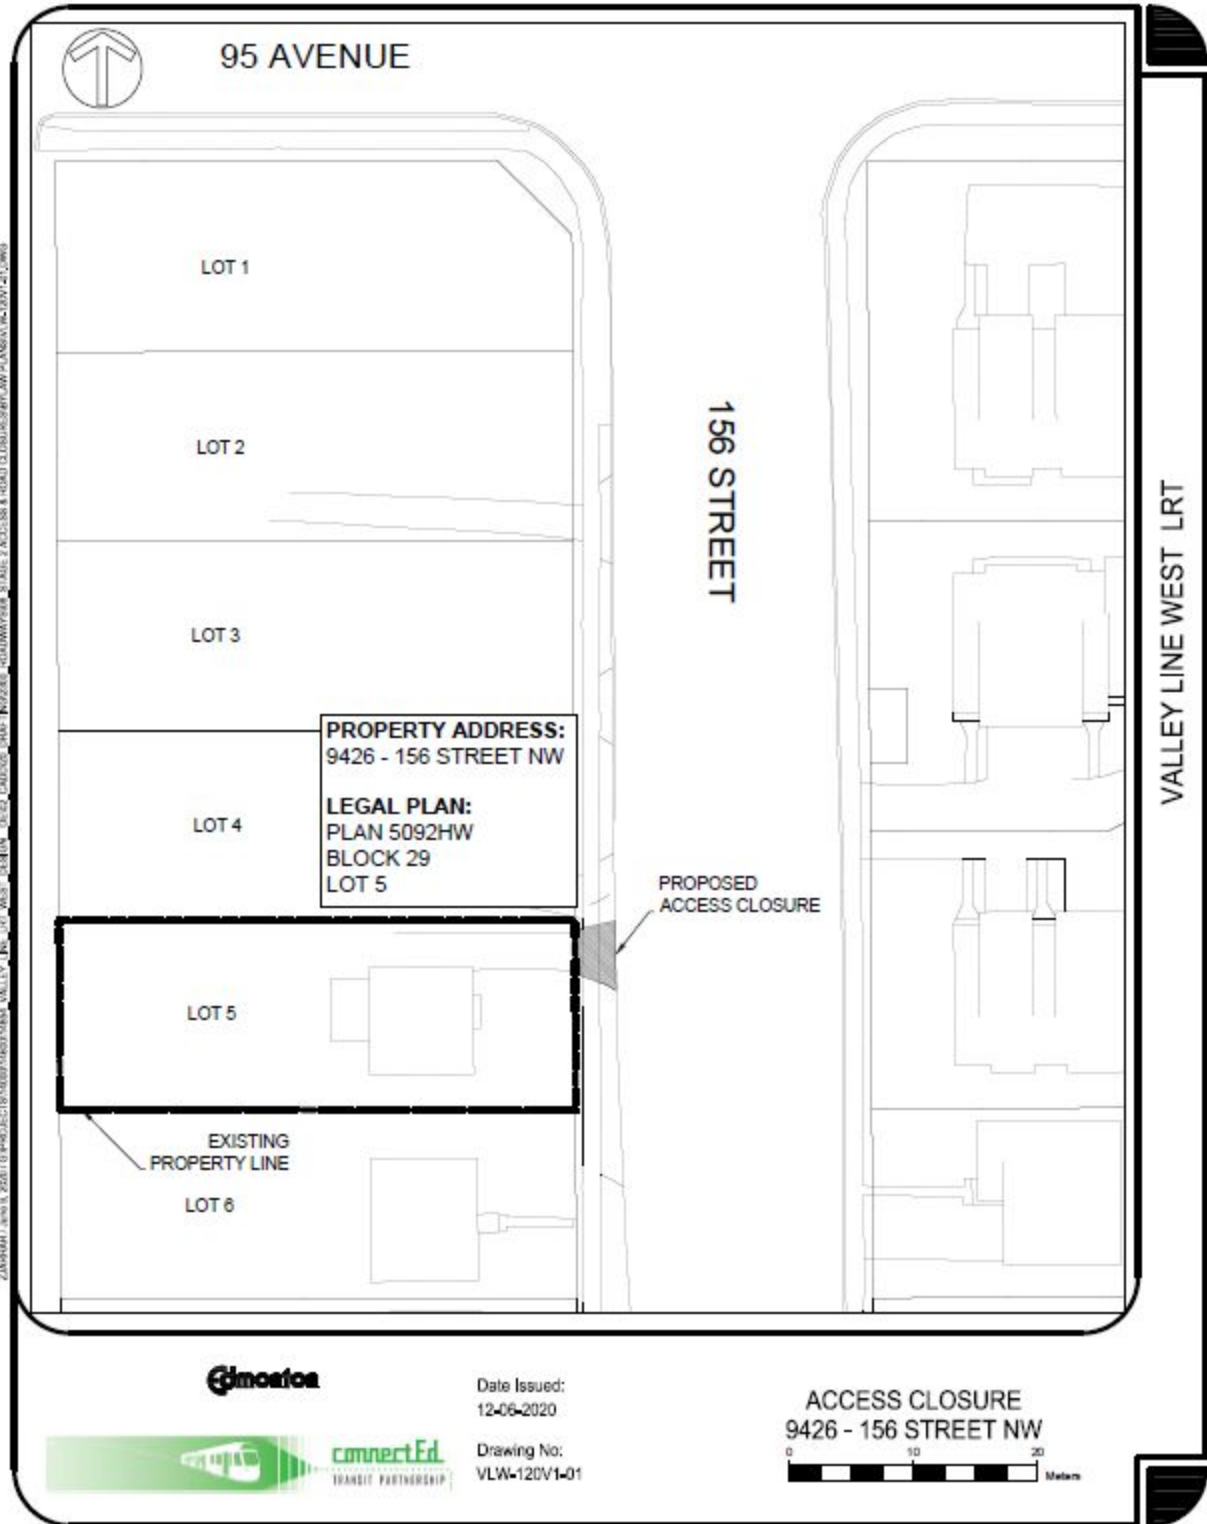 95 AVENUE
LOT 1
LOT 2
156 STREET
LOT 3
PROPERTY ADDRESS:
9426 - 156 STREET NW
LEGAL PLAN:
PLAN 5092HW
BLOCK 29
LOT 5
LOT 4
PROPOSED
ACCESS CLOSURE
LOT 5
EXISTING
PROPERTY LINE
LOT 6
VALLEY LINE WEST LRT
Edmonton
connectEd
TRANSIT PARTNERSHIP
Date Issued:
12-06-2020
Drawing No:
VLW-120V1-01
ACCESS CLOSURE
9426 - 156 STREET NW
0 10 20
Meters